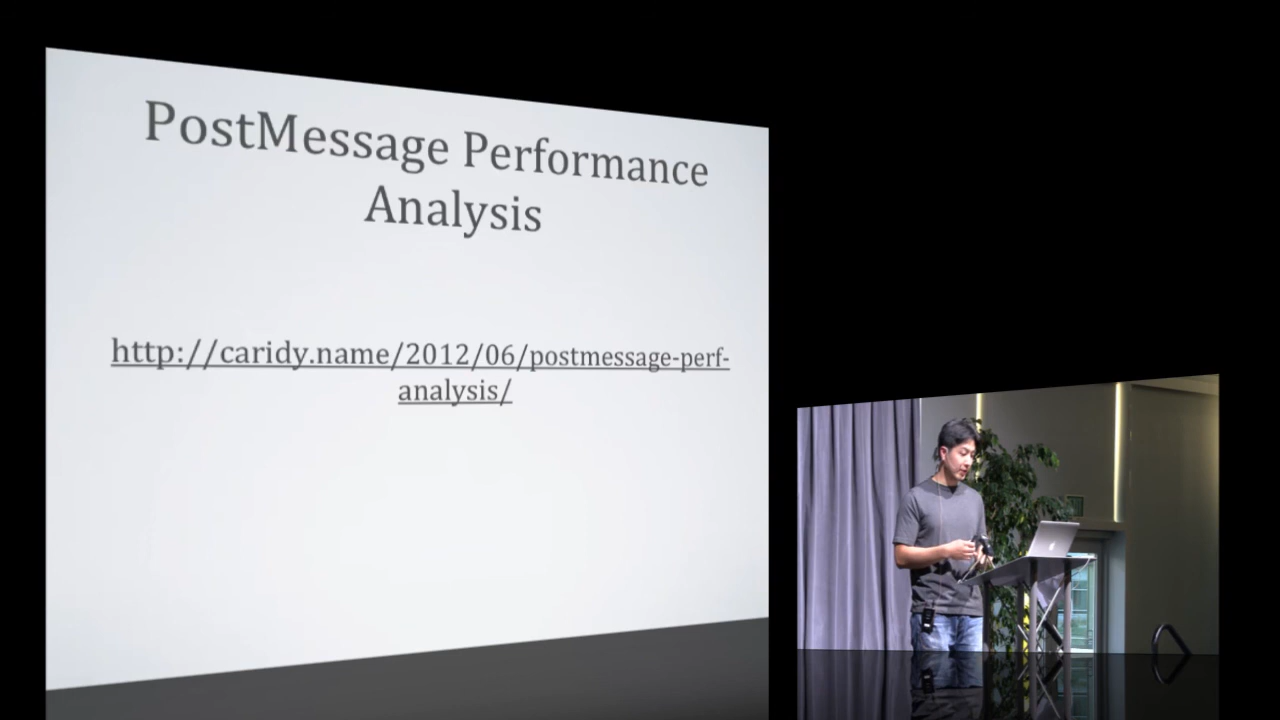 PostMessage Performance
Analysis
http://caridy.name/2012/06/postmessage-perf-
analysis/